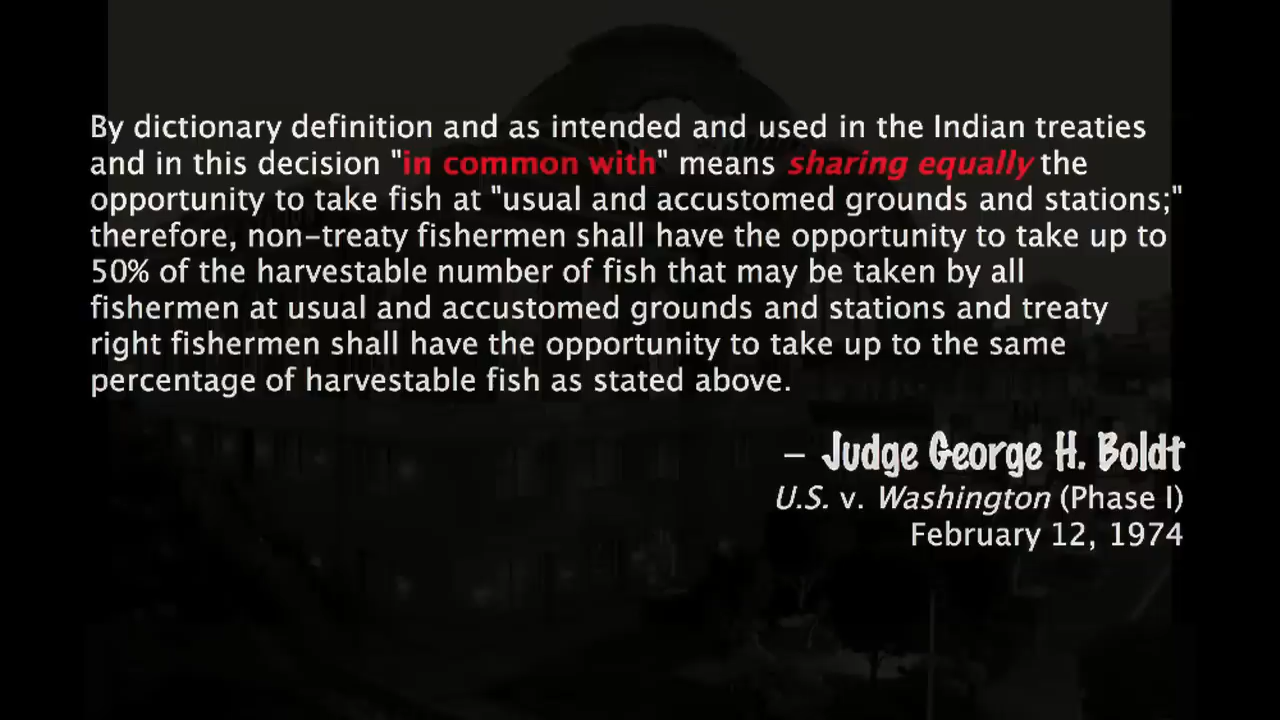 By dictionary definition and as intended and used in the Indian treaties
and in this decision "in common with" means sharing equally the
opportunity to take fish at "usual and accustomed grounds and stations;"
therefore, non-treaty fishermen shall have the opportunity to take up to
50% of the harvestable number of fish that may be taken by all
fishermen at usual and accustomed grounds and stations and treaty
right fishermen shall have the opportunity to take up to the same
percentage of harvestable fish as stated above.
– Judge George H. Boldt
U.S. v. Washington (Phase I)
February 12, 1974